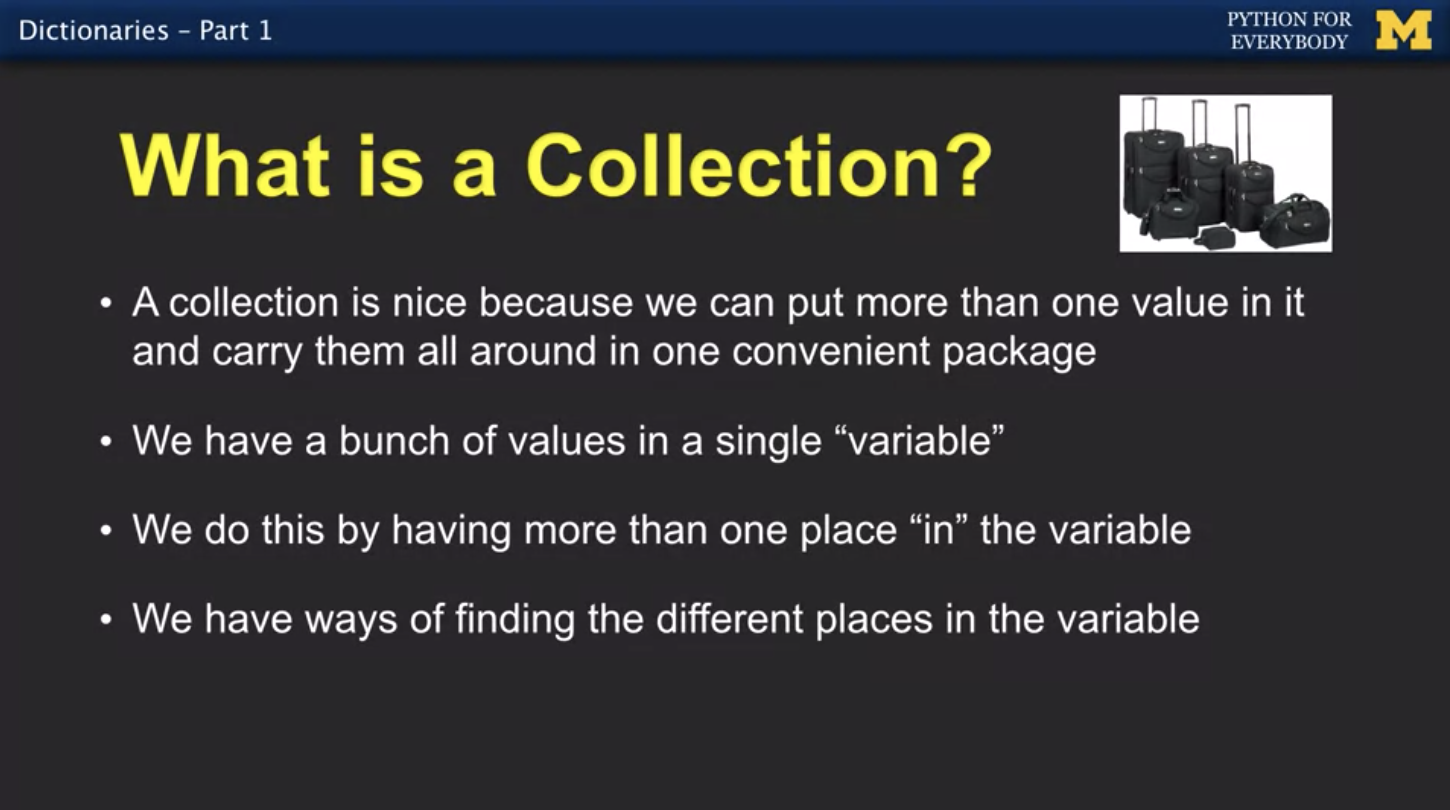 Dictionaries – Part 1
PYTHON FOR
EVERYBODY
M
What is a Collection?
• A collection is nice because we can put more than one value in it
and carry them all around in one convenient package
• We have a bunch of values in a single “variable”
• We do this by having more than one place “in” the variable
• We have ways of finding the different places in the variable